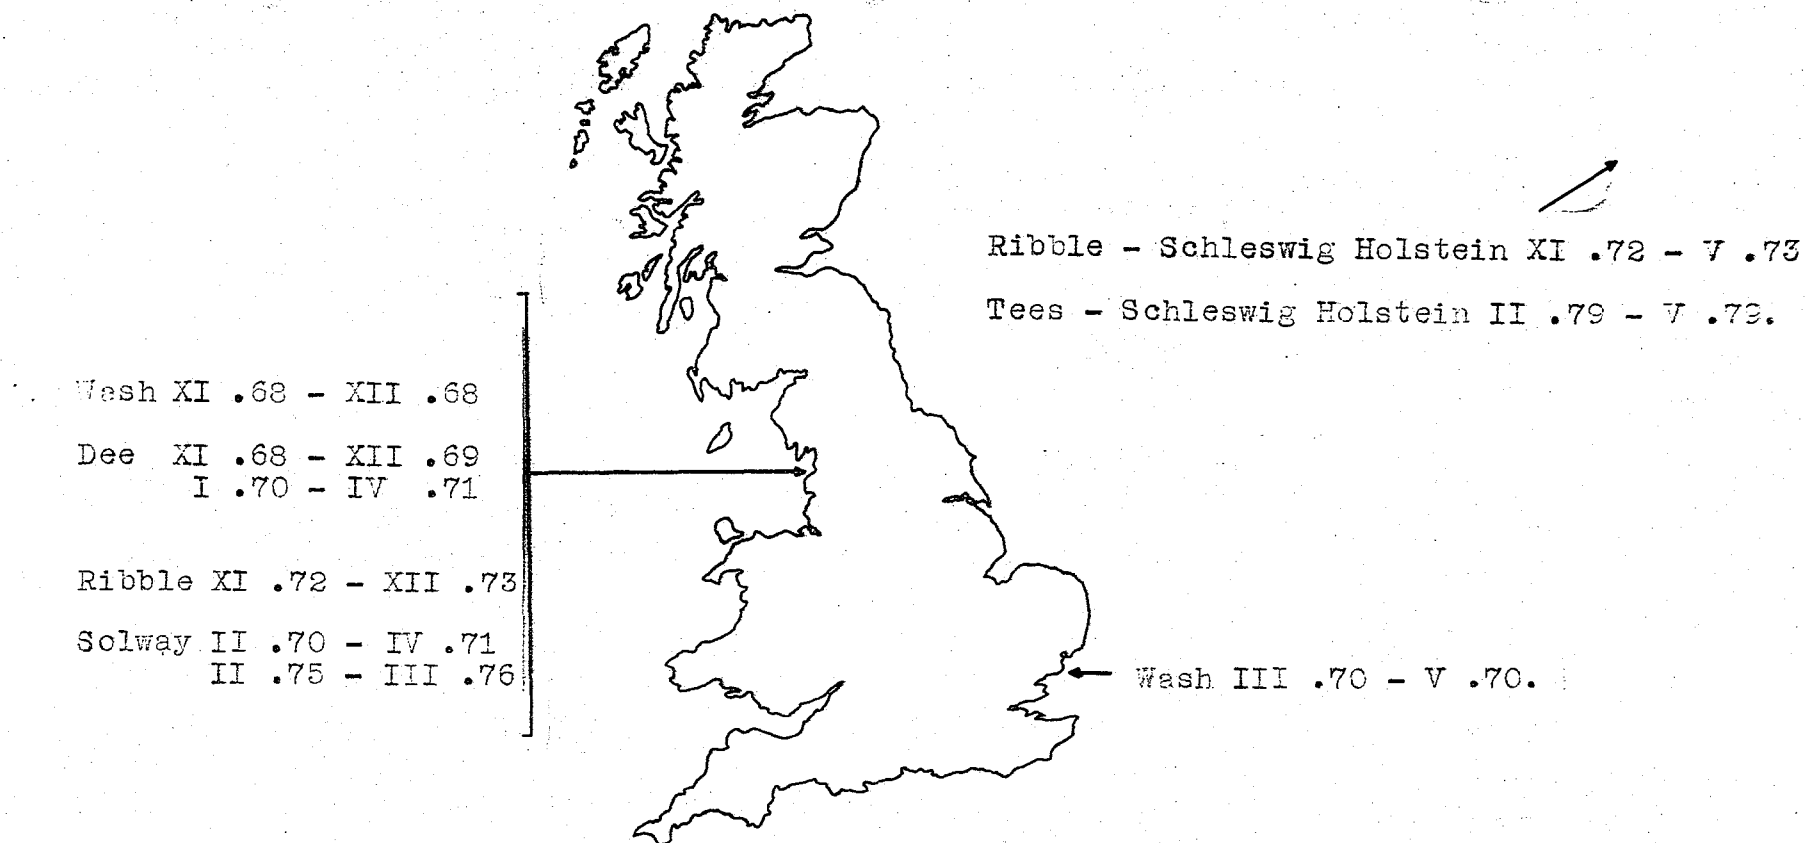 Ribble - Schleswig Holstein XI .72 - V .73
Tees - Schleswig Holstein II .79 - V .79.
Wash XI .68 - XII .68
Dee XI .68 - XII .69
I .70 - IV .71
Ribble XI .72 - XII .73
Solway II .70 - IV .71
II .75 - III .76
Wash III .70 - V .70.